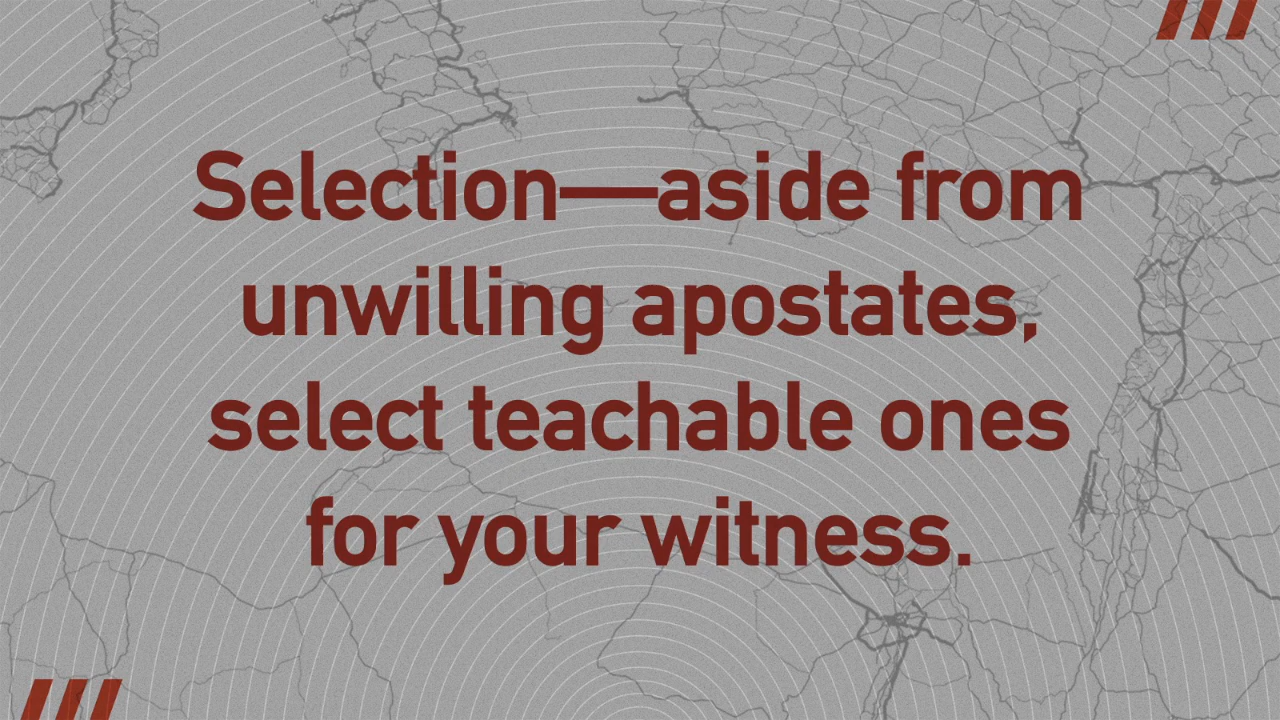 Selection—aside from
unwilling apostates,
select teachable ones
for your witness.